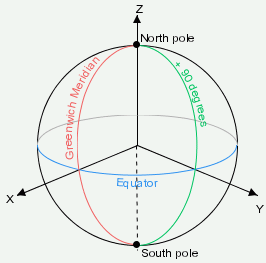 Z
North pole
Greenwich Meridian
+ 90 degrees
Equator
X
Y
South pole